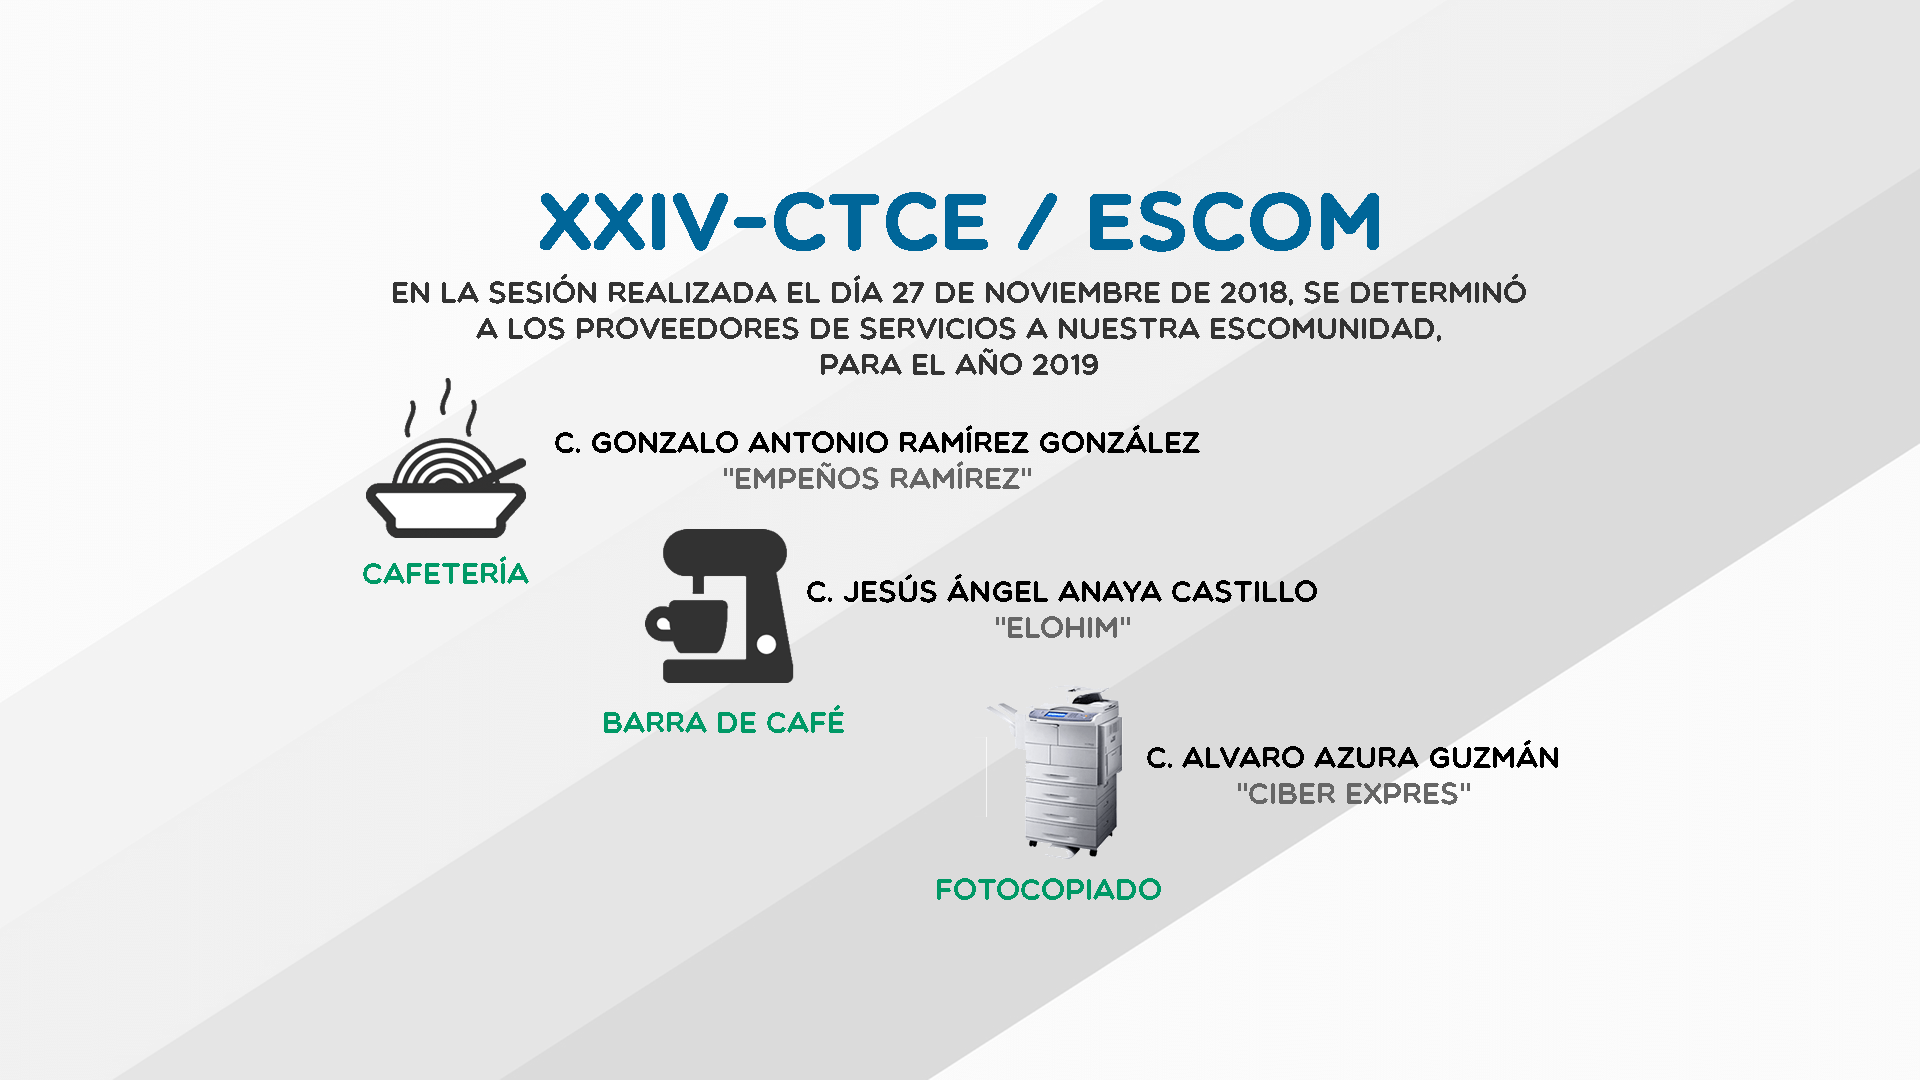 XXIV-CTCE / ESCOM
EN LA SESIÓN REALIZADA EL DÍA 27 DE NOVIEMBRE DE 2018, SE DETERMINÓ
A LOS PROVEEDORES DE SERVICIOS A NUESTRA ESCOMUNIDAD,
PARA EL AÑO 2019
C. GONZALO ANTONIO RAMÍREZ GONZÁLEZ
"EMPEÑOS RAMÍREZ"
CAFETERÍA
C. JESÚS ÁNGEL ANAYA CASTILLO
"ELOHIM"
BARRA DE CAFÉ
C. ALVARO AZURA GUZMÁN
"CIBER EXPRES"
FOTOCOPIADO